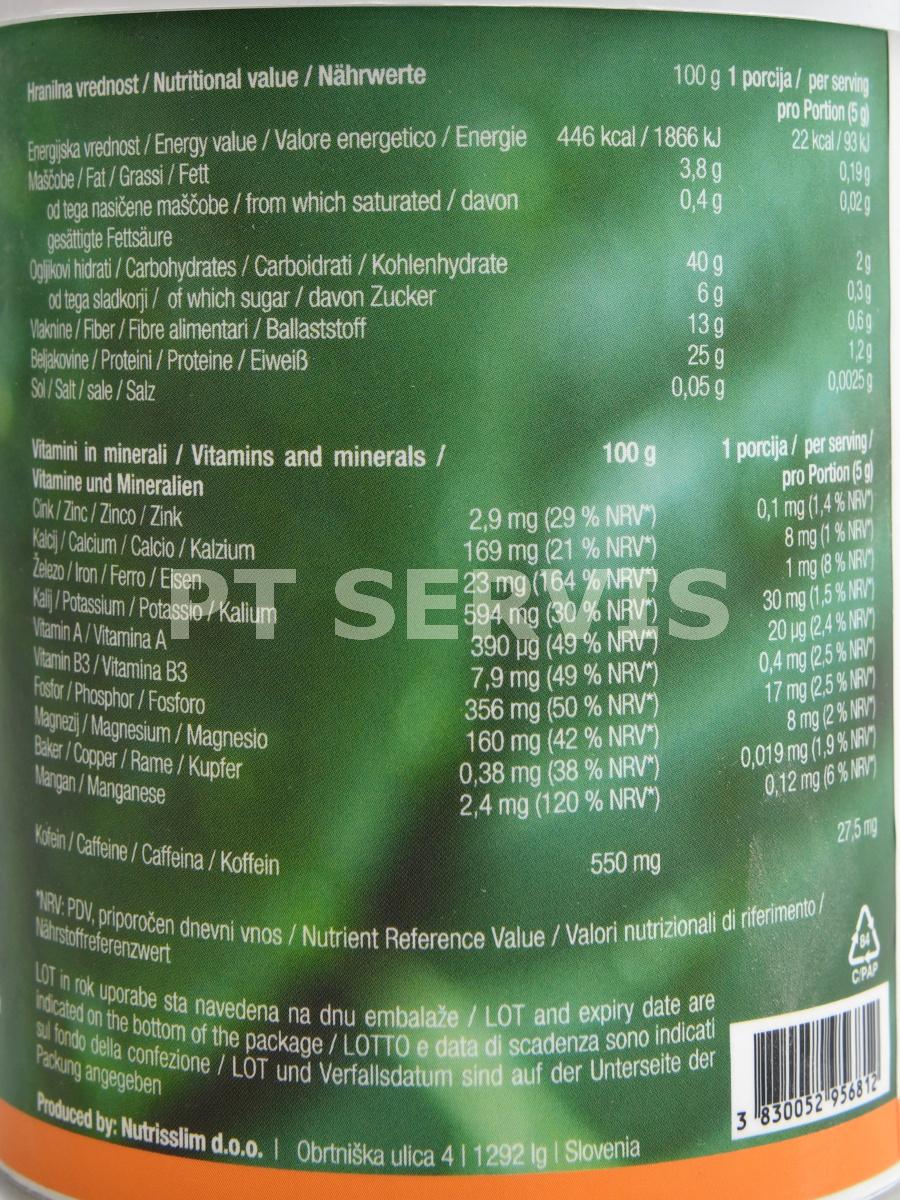 Hranilna vrednost / Nutritional value / Nährwerte 100 g 1 porcija / per serving
pro Portion (5 g)
Energijska vrednost / Energy value / Valore energetico / Energie 446 kcal / 1866 kJ 22 kcal / 93 kJ
Maščobe / Fat / Grassi / Fett 3,8 g 0,19 g
od tega nasičene maščobe / from which saturated / davon 0,4 g 0,02 g
gesättigte Fettsäure
Ogljikovi hidrati / Carbohydrates / Carboidrati / Kohlenhydrate 40 g 2 g
od tega sladkorji / of which sugar / davon Zucker 6 g 0,3 g
Vlaknine / Fiber / Fibre alimentari / Ballaststoff 13 g 0,6 g
Beljakovine / Proteini / Proteine / Eiweiß 25 g 1,2 g
Sol / Salt / sale / Salz 0,05 g 0,0025 g
Vitamini in minerali / Vitamins and minerals / 100 g 1 porcija / per serving /
Vitamine und Mineralien pro Portion (5 g)
Cink / Zinc / Zinco / Zink 2,9 mg (29 % NRV*) 0,1 mg (1,4 % NRV*)
Kalcij / Calcium / Calcio / Kalzium 169 mg (21 % NRV*) 8 mg (1 % NRV*)
Železo / Iron / Ferro / Eisen 23 mg (164 % NRV*) 1 mg (8 % NRV*)
Kalij / Potassium / Potassio / Kalium 594 mg (30 % NRV*) 30 mg (1,5 % NRV*)
Vitamin A / Vitamina A 390 µg (49 % NRV*) 20 µg (2,4 % NRV*)
Vitamin B3 / Vitamina B3 7,9 mg (49 % NRV*) 0,4 mg (2,5 % NRV*)
Fosfor / Phosphor / Fosforo 356 mg (50 % NRV*) 17 mg (2,5 % NRV*)
Magnezij / Magnesium / Magnesio 160 mg (42 % NRV*) 8 mg (2 % NRV*)
Baker / Copper / Rame / Kupfer 0,38 mg (38 % NRV*) 0,019 mg (1,9 % NRV*)
Mangan / Manganese 2,4 mg (120 % NRV*) 0,12 mg (6 % NRV*)
Kofein / Caffeine / Caffeina / Koffein 550 mg 27,5 mg
*NRV: PDV, priporočen dnevni vnos / Nutrient Reference Value / Valori nutrizionali di riferimento /
Nährstoffreferenzwert
LOT in rok uporabe sta navedena na dnu embalaže / LOT and expiry date are
indicated on the bottom of the package / LOTTO e data di scadenza sono indicati
sul fondo della confezione / LOT und Verfallsdatum sind auf der Unterseite der
Packung angegeben
84
C/PAP
3 830052 956812
Produced by: Nutrisslim d.o.o. | Obrtniška ulica 4 | 1292 Ig | Slovenia
PT SERVIS